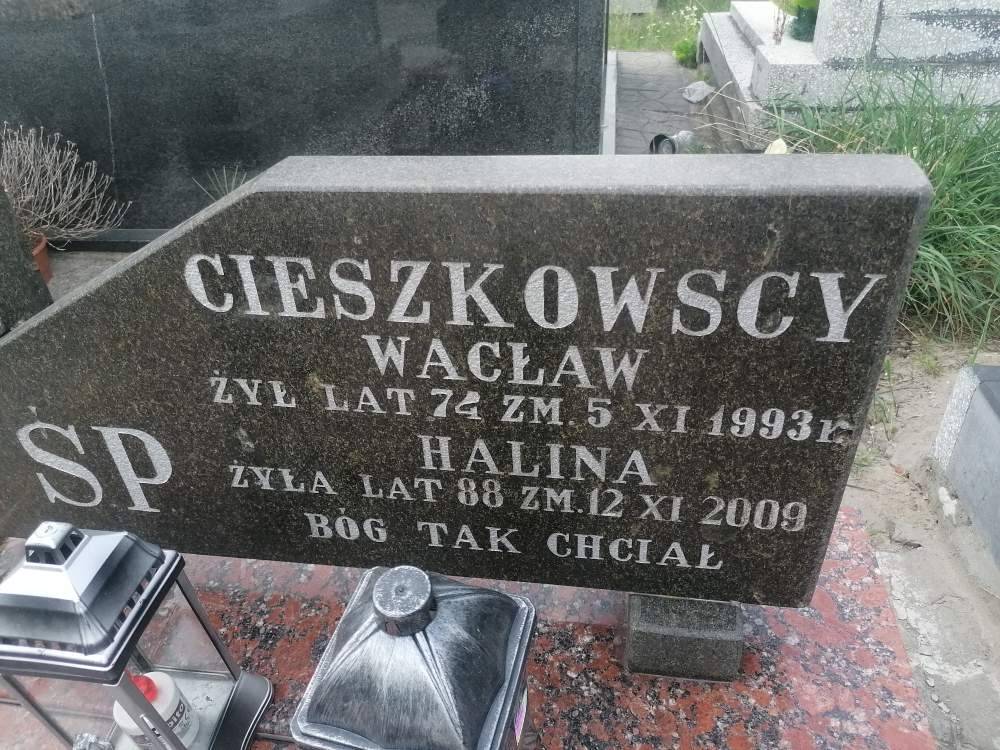 CIESZKOWSCY
WACŁAW
ŻYŁ LAT 74 ZM. 5 XI 1993 r.
ŚP
HALINA
ŻYŁA LAT 88 ZM. 12 XI 2009
BÓG TAK CHCIAŁ